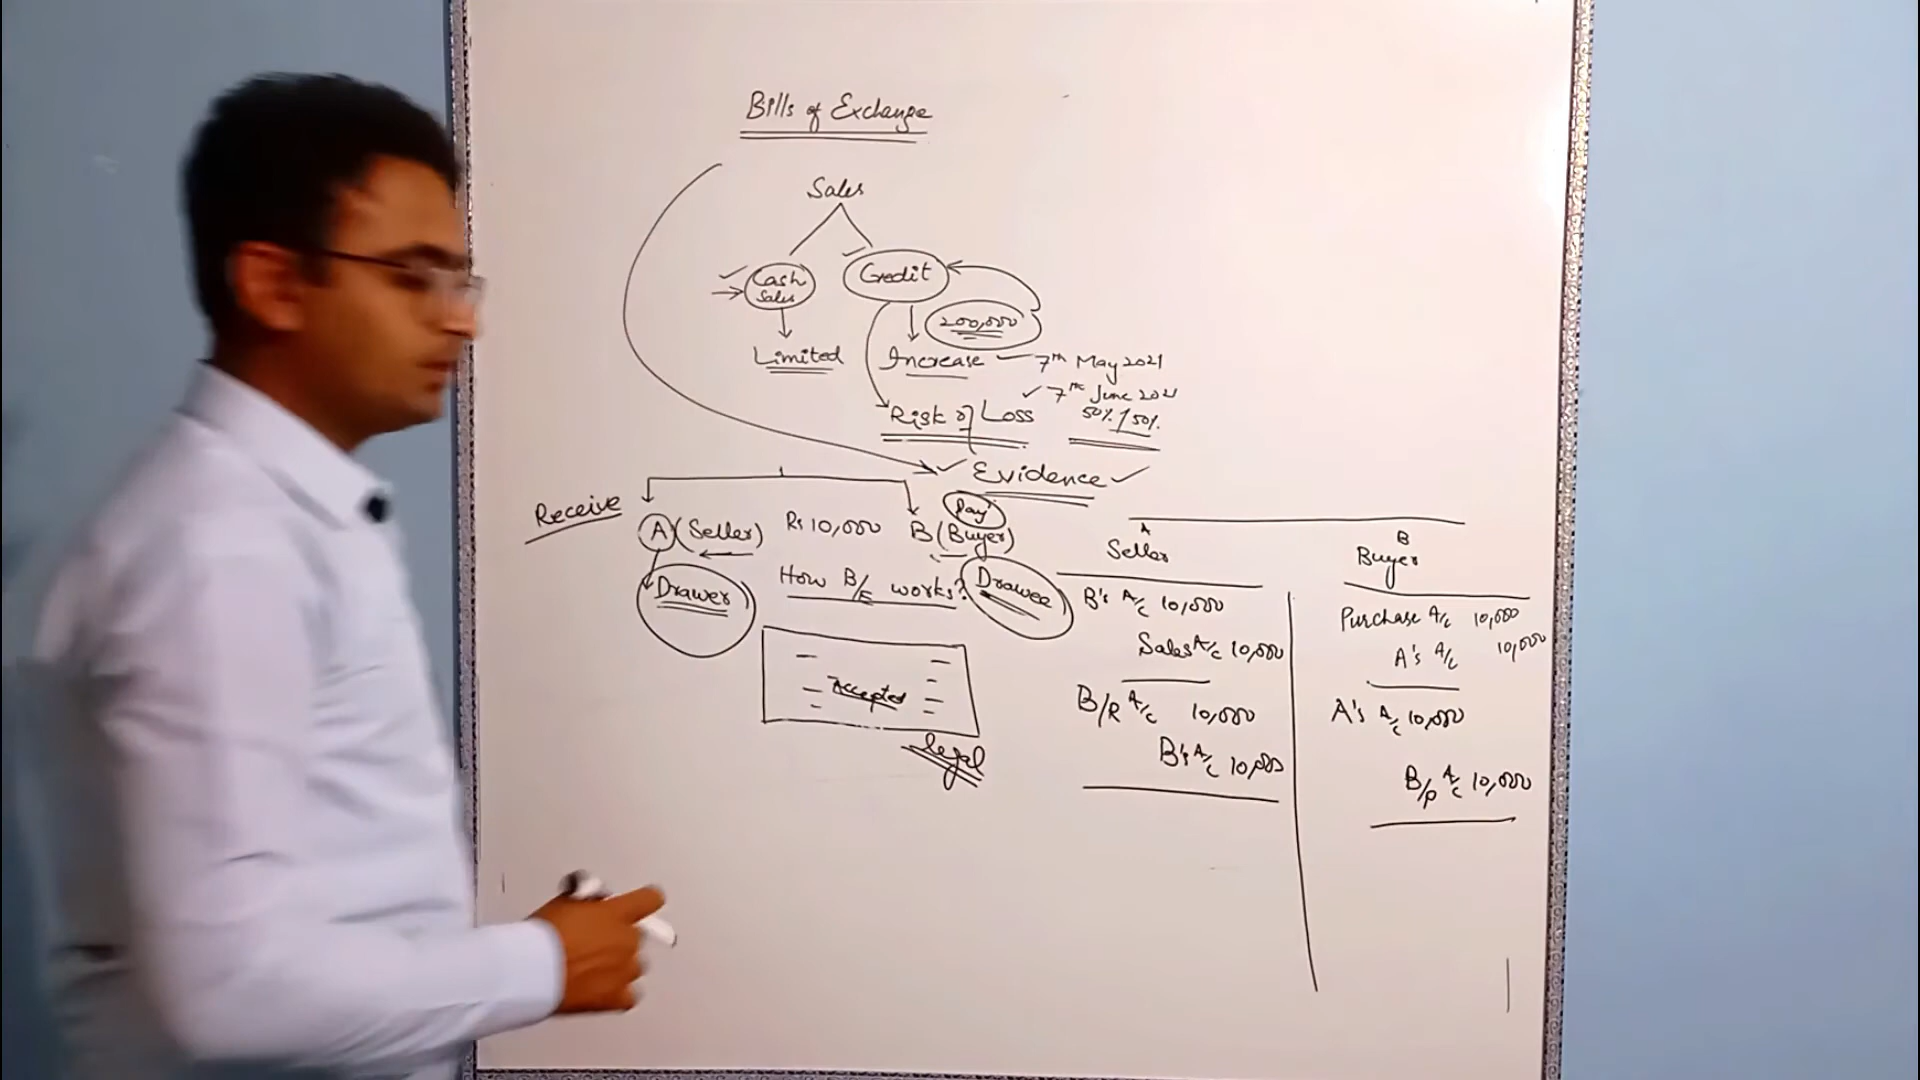 Bills of Exchange
Sales
Cash Sales
Credit
200,000
Limited
Increase
7th May 2021
7th June 2021
Risk of Loss
50% / 50%
Evidence
Receive
A (Seller)
Rs 10,000
B (Buyer)
Pay
Drawer
How B/E works?
Drawee
Accepted
legal
A
Seller
B's A/c 10,000
Sales A/c 10,000
B/R A/c 10,000
B's A/c 10,000
B
Buyer
Purchase A/c 10,000
A's A/c 10,000
A's A/c 10,000
B/P A/c 10,000